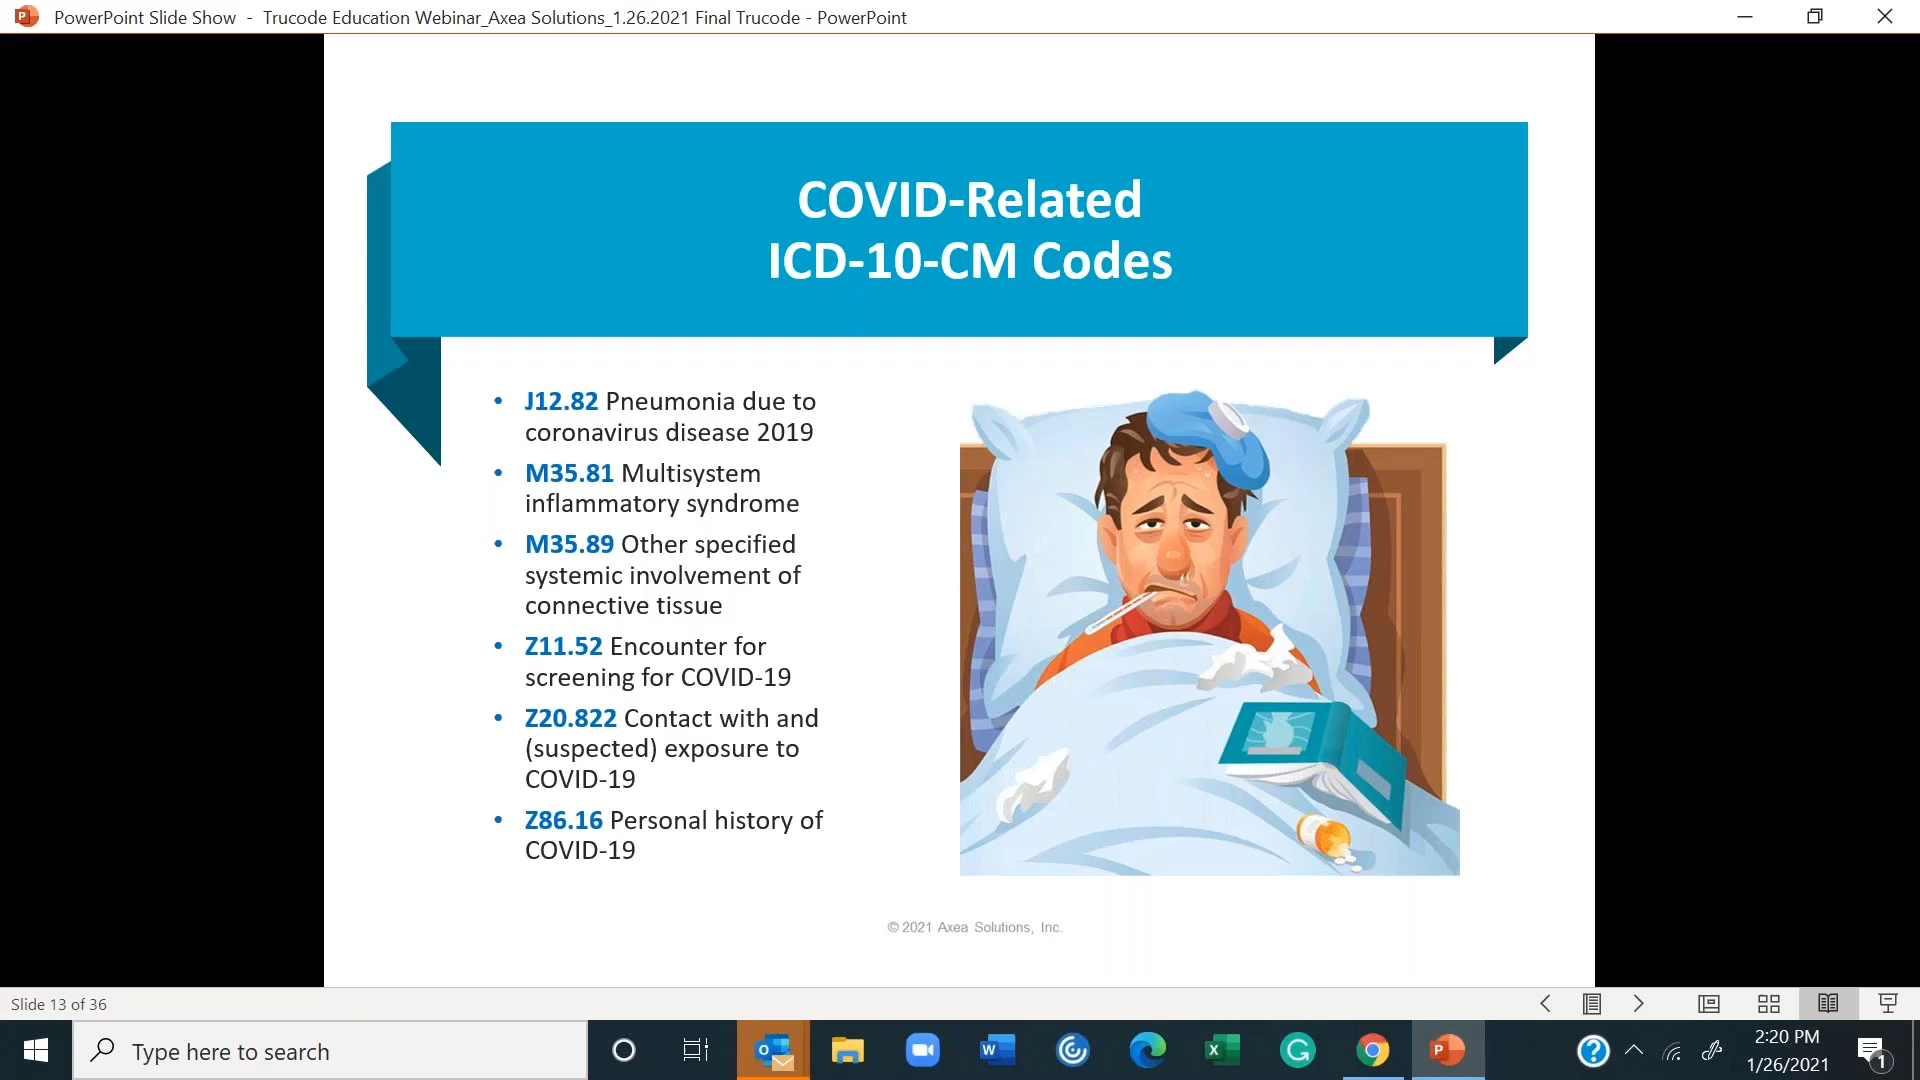 PowerPoint Slide Show - Trucode Education Webinar_Axea Solutions_1.26.2021 Final Trucode - PowerPoint
COVID-Related
ICD-10-CM Codes
• J12.82 Pneumonia due to
coronavirus disease 2019
• M35.81 Multisystem
inflammatory syndrome
• M35.89 Other specified
systemic involvement of
connective tissue
• Z11.52 Encounter for
screening for COVID-19
• Z20.822 Contact with and
(suspected) exposure to
COVID-19
• Z86.16 Personal history of
COVID-19
© 2021 Axea Solutions, Inc.
Slide 13 of 36
Type here to search
2:20 PM
1/26/2021
1